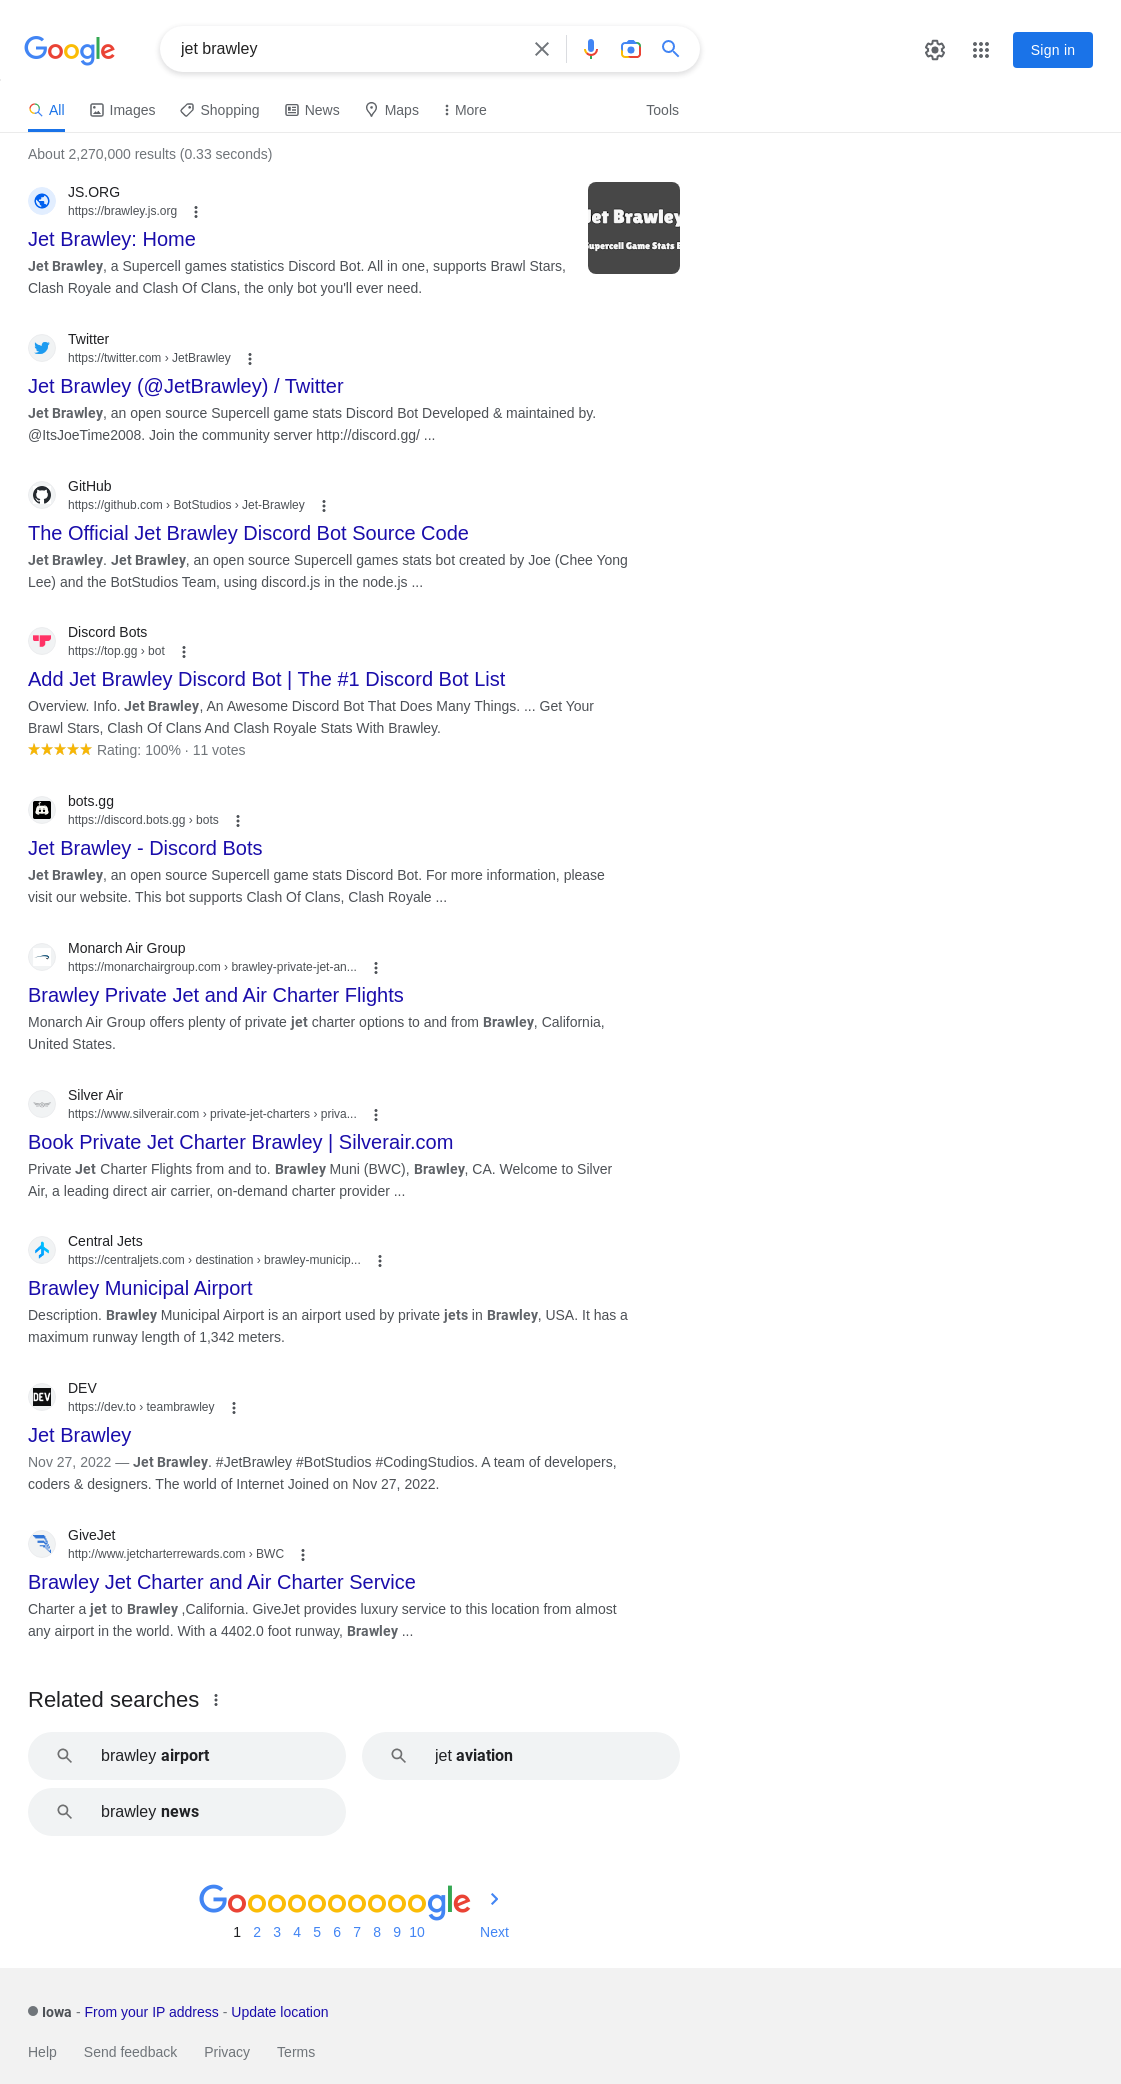 Google
jet brawley
Sign in
All
Images
Shopping
News
Maps
More
Tools
About 2,270,000 results (0.33 seconds)
JS.ORG
https://brawley.js.org
Jet Brawley: Home
Jet Brawley, a Supercell games statistics Discord Bot. All in one, supports Brawl Stars,
Clash Royale and Clash Of Clans, the only bot you'll ever need.
Jet Brawley
Supercell Game Stats B
Twitter
https://twitter.com › JetBrawley
Jet Brawley (@JetBrawley) / Twitter
Jet Brawley, an open source Supercell game stats Discord Bot Developed & maintained by.
@ItsJoeTime2008. Join the community server http://discord.gg/ ...
GitHub
https://github.com › BotStudios › Jet-Brawley
The Official Jet Brawley Discord Bot Source Code
Jet Brawley. Jet Brawley, an open source Supercell games stats bot created by Joe (Chee Yong
Lee) and the BotStudios Team, using discord.js in the node.js ...
Discord Bots
https://top.gg › bot
Add Jet Brawley Discord Bot | The #1 Discord Bot List
Overview. Info. Jet Brawley, An Awesome Discord Bot That Does Many Things. ... Get Your
Brawl Stars, Clash Of Clans And Clash Royale Stats With Brawley.
Rating: 100% · 11 votes
bots.gg
https://discord.bots.gg › bots
Jet Brawley - Discord Bots
Jet Brawley, an open source Supercell game stats Discord Bot. For more information, please
visit our website. This bot supports Clash Of Clans, Clash Royale ...
Monarch Air Group
https://monarchairgroup.com › brawley-private-jet-an...
Brawley Private Jet and Air Charter Flights
Monarch Air Group offers plenty of private jet charter options to and from Brawley, California,
United States.
Silver Air
https://www.silverair.com › private-jet-charters › priva...
Book Private Jet Charter Brawley | Silverair.com
Private Jet Charter Flights from and to. Brawley Muni (BWC), Brawley, CA. Welcome to Silver
Air, a leading direct air carrier, on-demand charter provider ...
Central Jets
https://centraljets.com › destination › brawley-municip...
Brawley Municipal Airport
Description. Brawley Municipal Airport is an airport used by private jets in Brawley, USA. It has a
maximum runway length of 1,342 meters.
DEV
DEV
https://dev.to › teambrawley
Jet Brawley
Nov 27, 2022 — Jet Brawley. #JetBrawley #BotStudios #CodingStudios. A team of developers,
coders & designers. The world of Internet Joined on Nov 27, 2022.
GiveJet
http://www.jetcharterrewards.com › BWC
Brawley Jet Charter and Air Charter Service
Charter a jet to Brawley ,California. GiveJet provides luxury service to this location from almost
any airport in the world. With a 4402.0 foot runway, Brawley ...
Related searches
brawley airport
jet aviation
brawley news
Goooooooooogle
1 2 3 4 5 6 7 8 9 10 Next
Iowa - From your IP address - Update location
Help Send feedback Privacy Terms